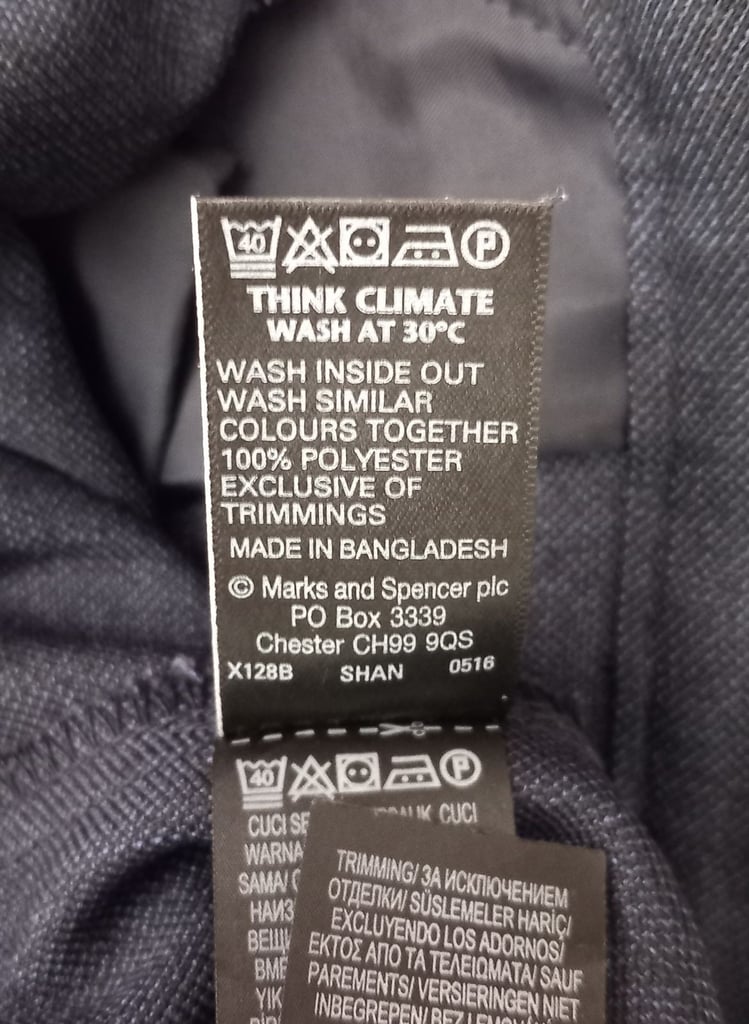 40 P
THINK CLIMATE
WASH AT 30°C
WASH INSIDE OUT
WASH SIMILAR
COLOURS TOGETHER
100% POLYESTER
EXCLUSIVE OF
TRIMMINGS
MADE IN BANGLADESH
© Marks and Spencer plc
PO Box 3339
Chester CH99 9QS
X128B SHAN 0516
40 P
CUCI CUCI
SAMA/
TRIMMING/ ЗА ИСКЛЮЧЕНИЕМ
ОТДЕЛКИ/ SÜSLEMELER HARİÇ/
EXCLUYENDO LOS ADORNOS/
ΕΚΤΟΣ ΑΠΟ ΤΑ ΤΕΛΕΙΩΜΑΤΑ/ SAUF
PAREMENTS/ VERSIERINGEN NIET
INBEGREPEN/